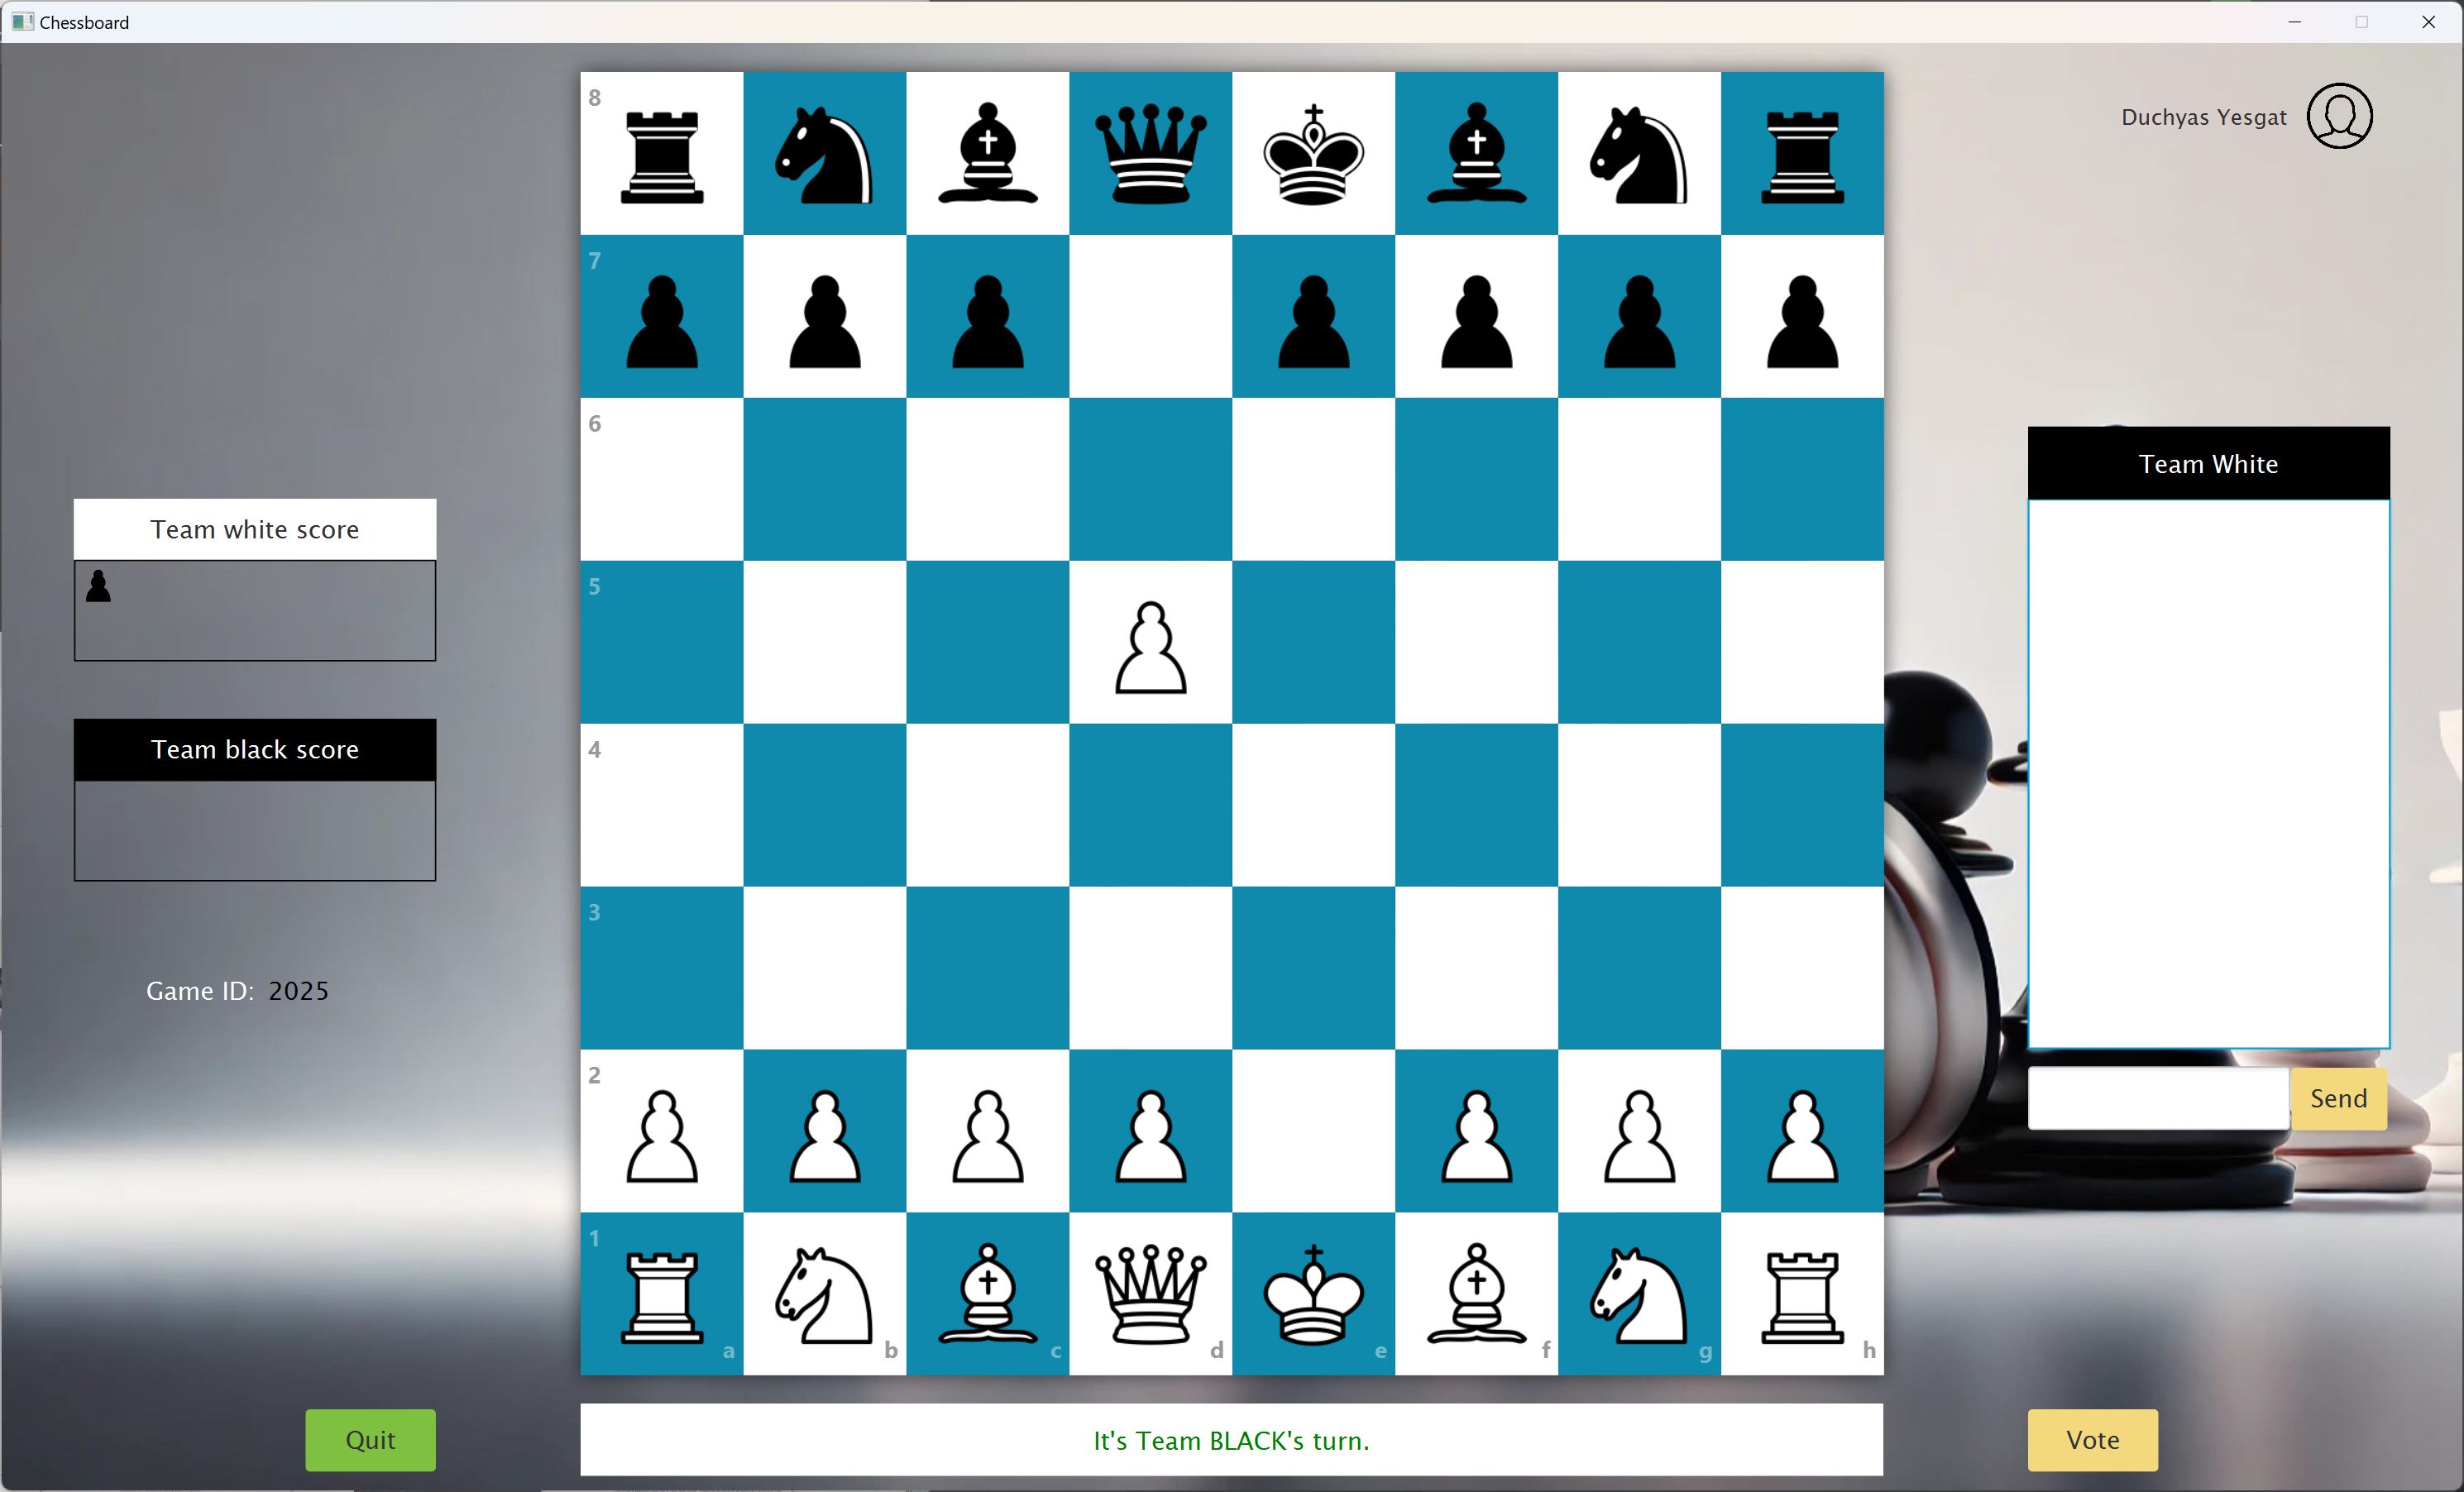 Chessboard
Duchyas Yesgat
8
7
6
5
4
3
2
1
a b c d e f g h
Team white score
Team black score
Game ID: 2025
Quit
It's Team BLACK's turn.
Team White
Send
Vote